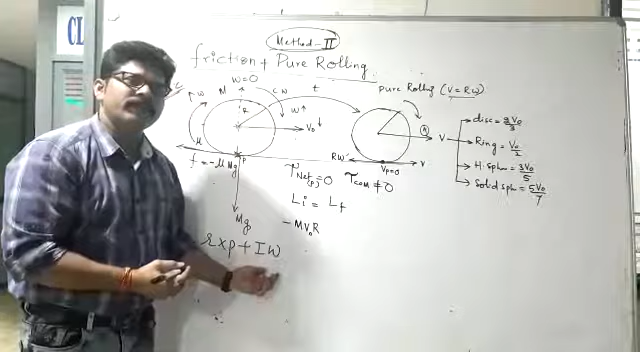 CL
Method-II
friction + Pure Rolling
ω=0
t
pure Rolling (V=Rω)
M
cω
ω
R
ω↑
V₀↓
μ
P
f=-μMg
Rω
Vp=0
v
V
disc = 2V₀/3
Ring = V₀/2
H. Sphere = 3V₀/5
Solid sph = 5V₀/7
τNet(P)=0 τCOM≠0
Li = Lf
Mg
-MV₀R
r×p + Iω